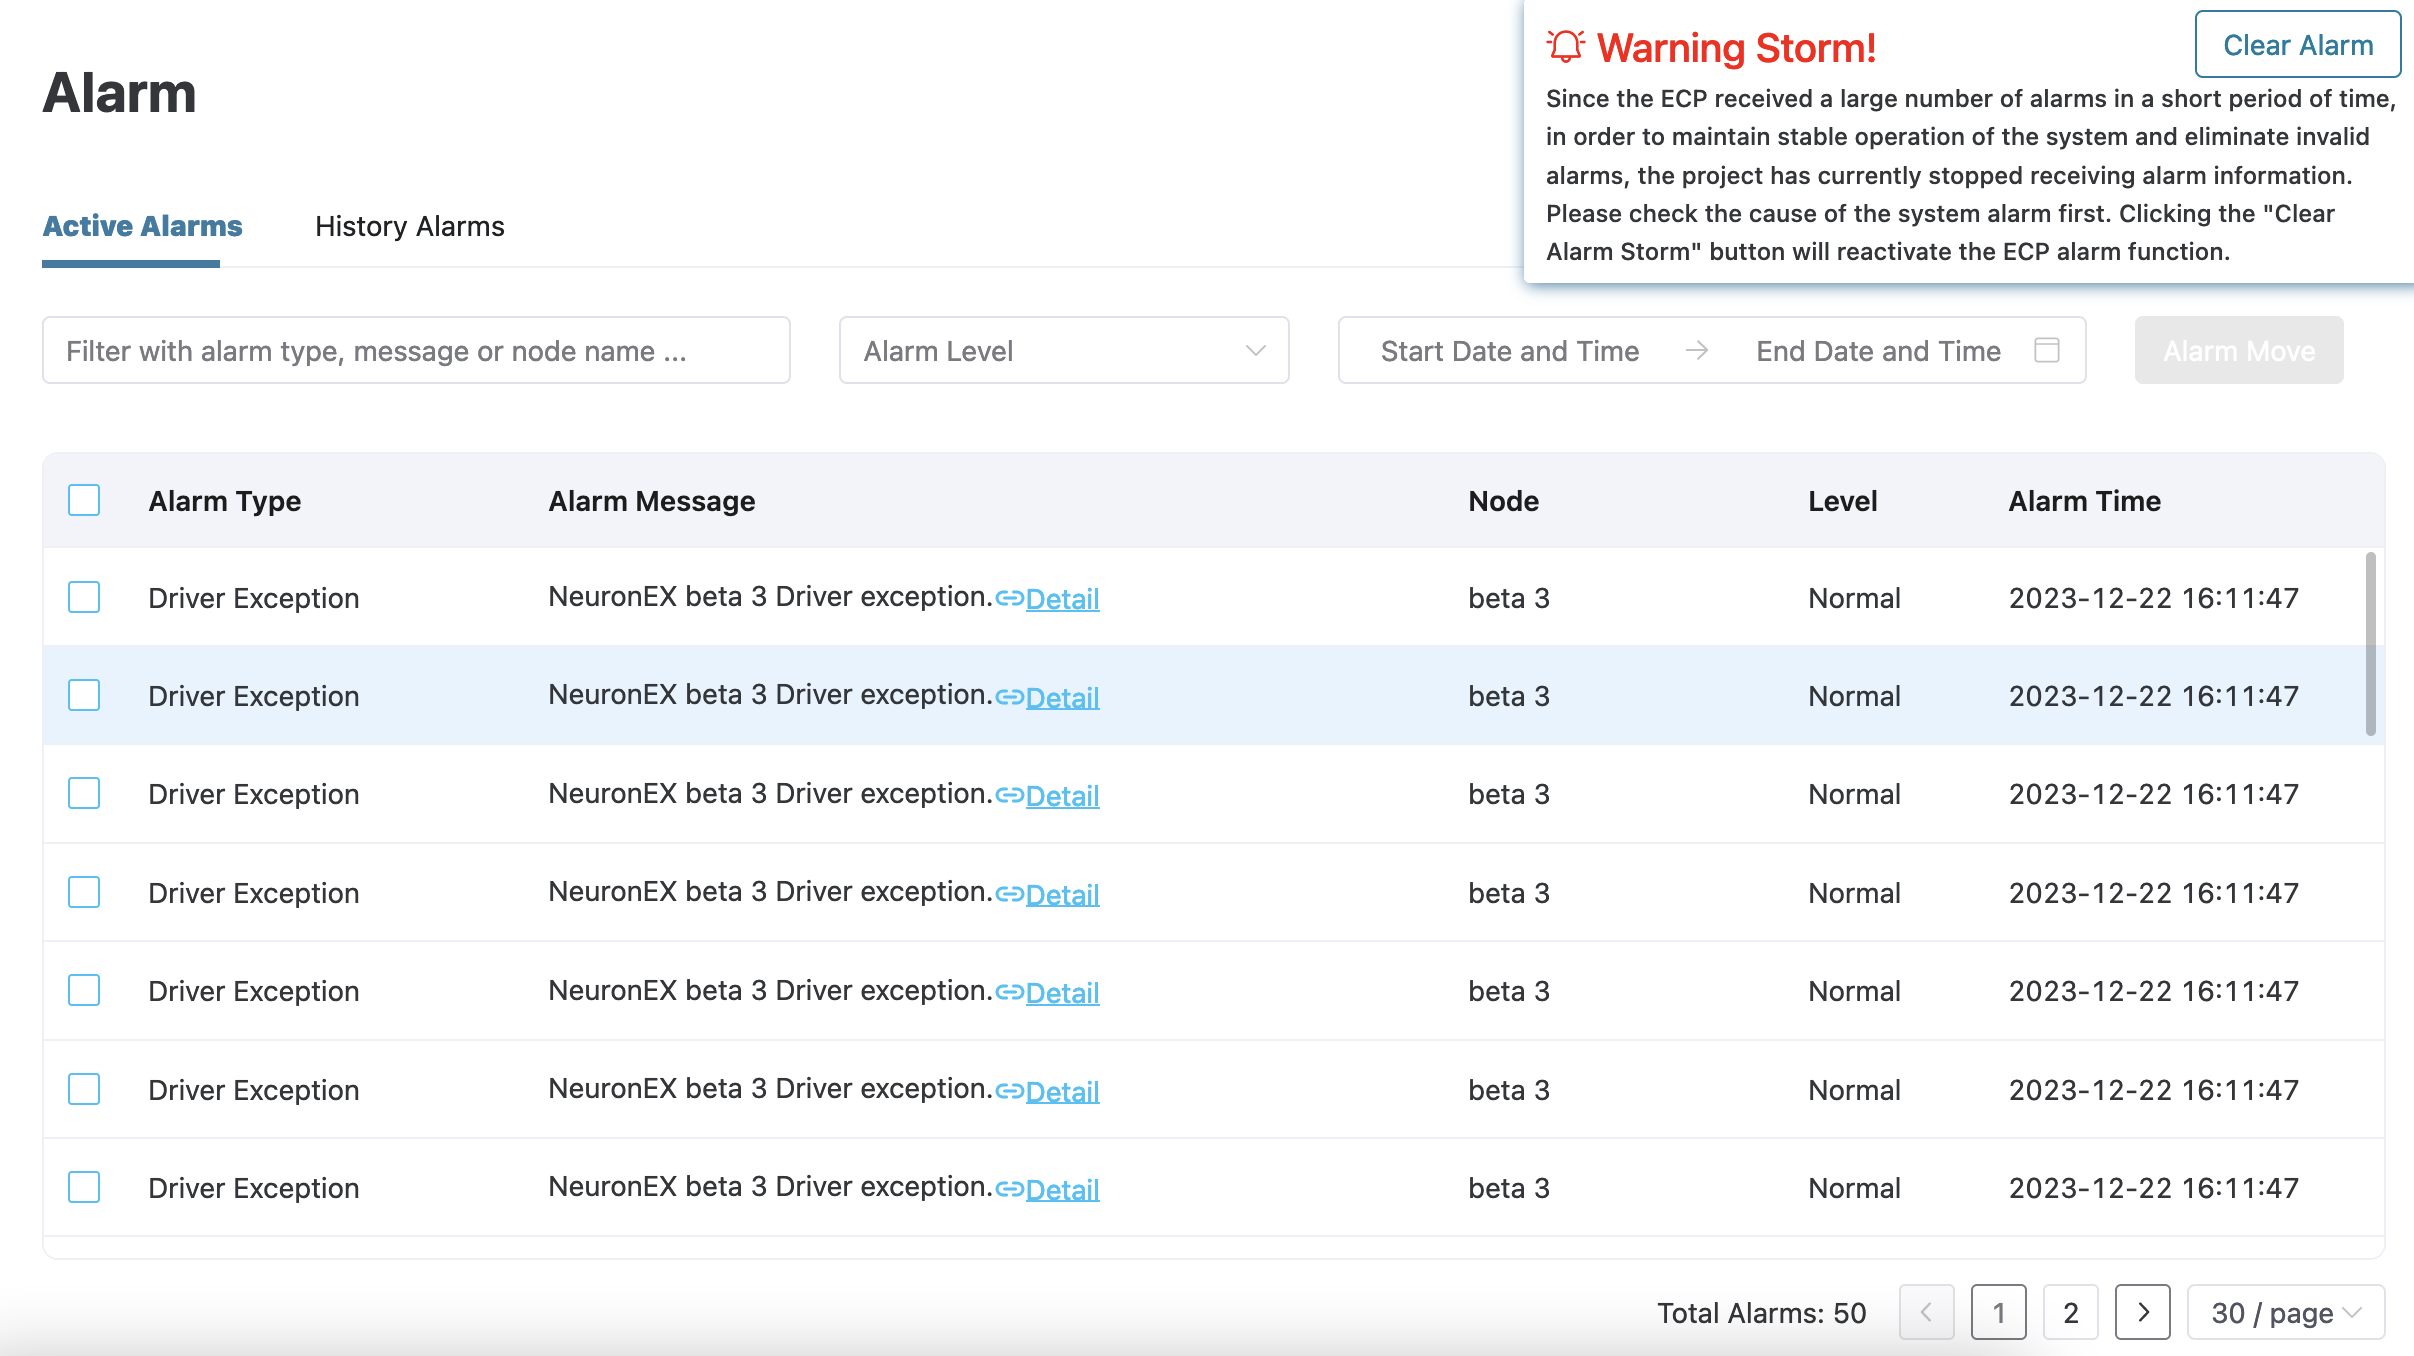 Alarm
Warning Storm!
Clear Alarm
Since the ECP received a large number of alarms in a short period of time,
in order to maintain stable operation of the system and eliminate invalid
alarms, the project has currently stopped receiving alarm information.
Please check the cause of the system alarm first. Clicking the "Clear
Alarm Storm" button will reactivate the ECP alarm function.
Active Alarms History Alarms
Filter with alarm type, message or node name ... Alarm Level Start Date and Time End Date and Time Alarm Move
Alarm Type Alarm Message Node Level Alarm Time
Driver Exception NeuronEX beta 3 Driver exception. Detail beta 3 Normal 2023-12-22 16:11:47
Driver Exception NeuronEX beta 3 Driver exception. Detail beta 3 Normal 2023-12-22 16:11:47
Driver Exception NeuronEX beta 3 Driver exception. Detail beta 3 Normal 2023-12-22 16:11:47
Driver Exception NeuronEX beta 3 Driver exception. Detail beta 3 Normal 2023-12-22 16:11:47
Driver Exception NeuronEX beta 3 Driver exception. Detail beta 3 Normal 2023-12-22 16:11:47
Driver Exception NeuronEX beta 3 Driver exception. Detail beta 3 Normal 2023-12-22 16:11:47
Driver Exception NeuronEX beta 3 Driver exception. Detail beta 3 Normal 2023-12-22 16:11:47
Total Alarms: 50 1 2 30 / page